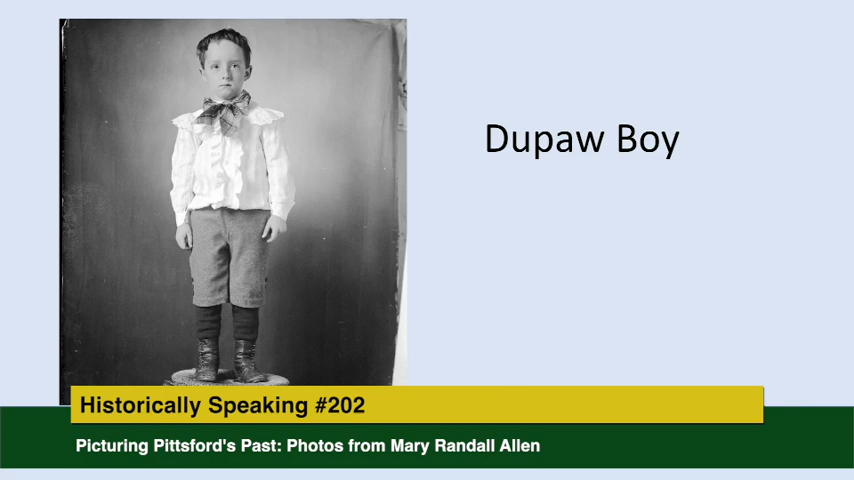 Dupaw Boy
Historically Speaking #202
Picturing Pittsford's Past: Photos from Mary Randall Allen